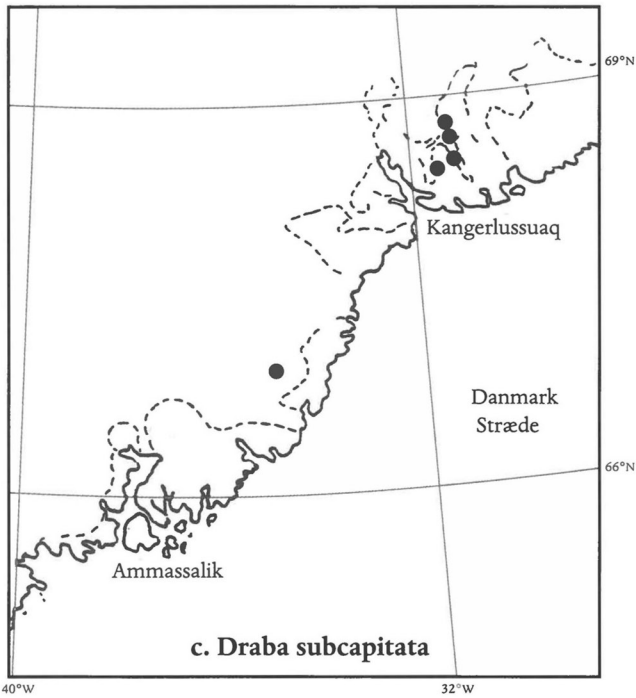 69°N
Kangerlussuaq
Danmark
Stræde
66°N
Ammassalik
c. Draba subcapitata
40°W
32°W